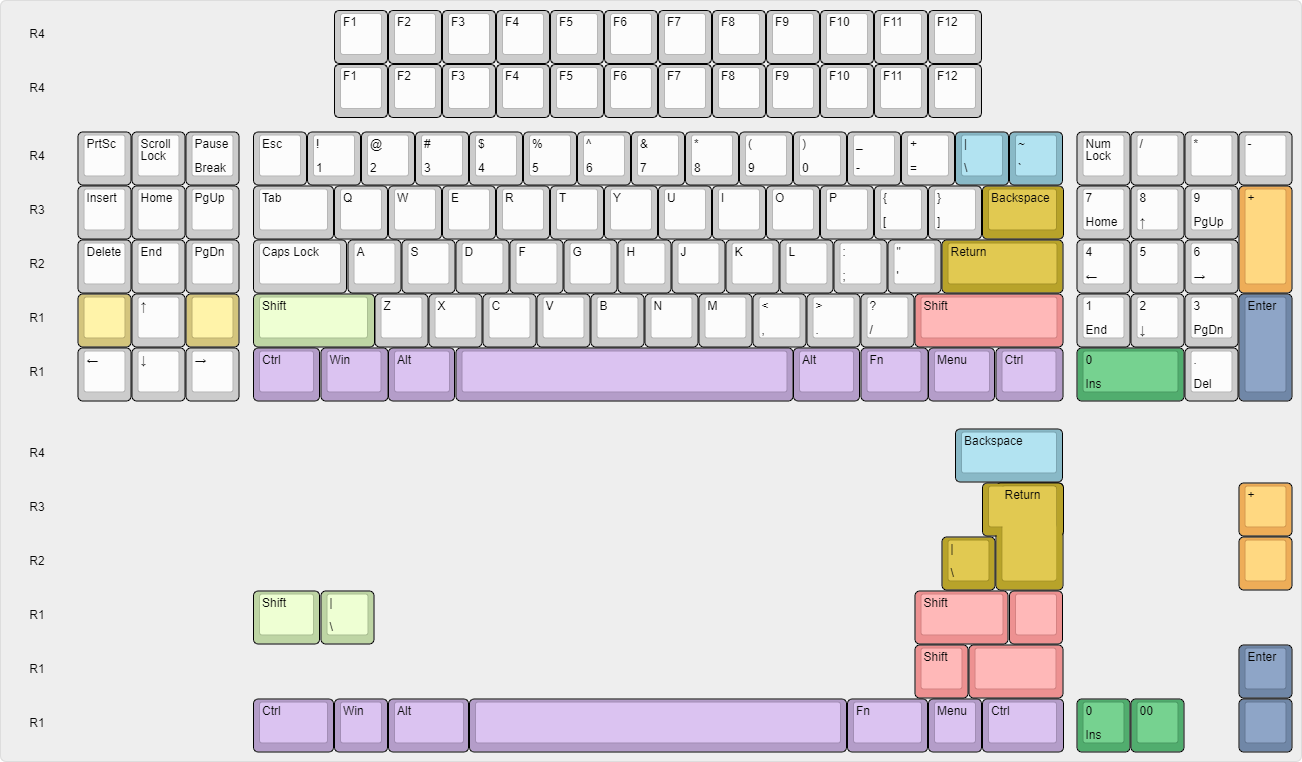 R4 F1 F2 F3 F4 F5 F6 F7 F8 F9 F10 F11 F12
R4 F1 F2 F3 F4 F5 F6 F7 F8 F9 F10 F11 F12
PrtSc Scroll Pause Esc ! @ # $ % ^ & * ( ) _ + | ~ Num / * -
R4 Lock Lock
Break 1 2 3 4 5 6 7 8 9 0 - = \ `
R3 Insert Home PgUp Tab Q W E R T Y U I O P { } Backspace 7 8 9 +
[ ] Home ↑ PgUp
R2 Delete End PgDn Caps Lock A S D F G H J K L : " Return 4 5 6
; ' ← →
R1 ↑ Shift Z X C V B N M < > ? Shift 1 2 3 Enter
, . / End ↓ PgDn
R1 ← ↓ → Ctrl Win Alt Alt Fn Menu Ctrl 0 .
Ins Del
R4 Backspace
R3 Return +
R2 |
\
R1 Shift | Shift
\
R1 Shift Enter
R1 Ctrl Win Alt Fn Menu Ctrl 0 00
Ins